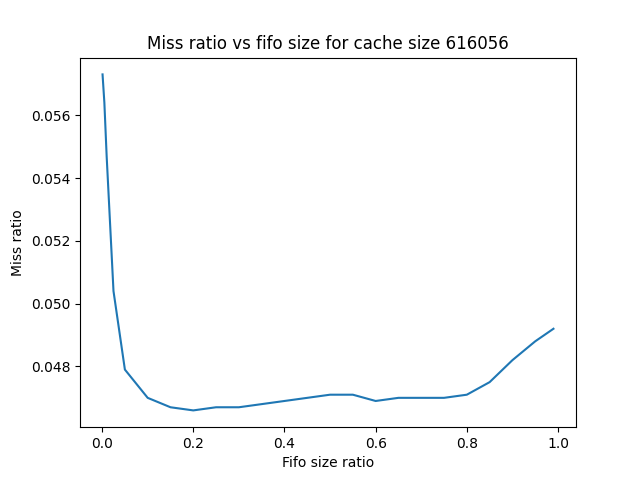 Miss ratio vs fifo size for cache size 616056
0.056
0.054
0.052
0.050
0.048
Miss ratio
0.0 0.2 0.4 0.6 0.8 1.0
Fifo size ratio